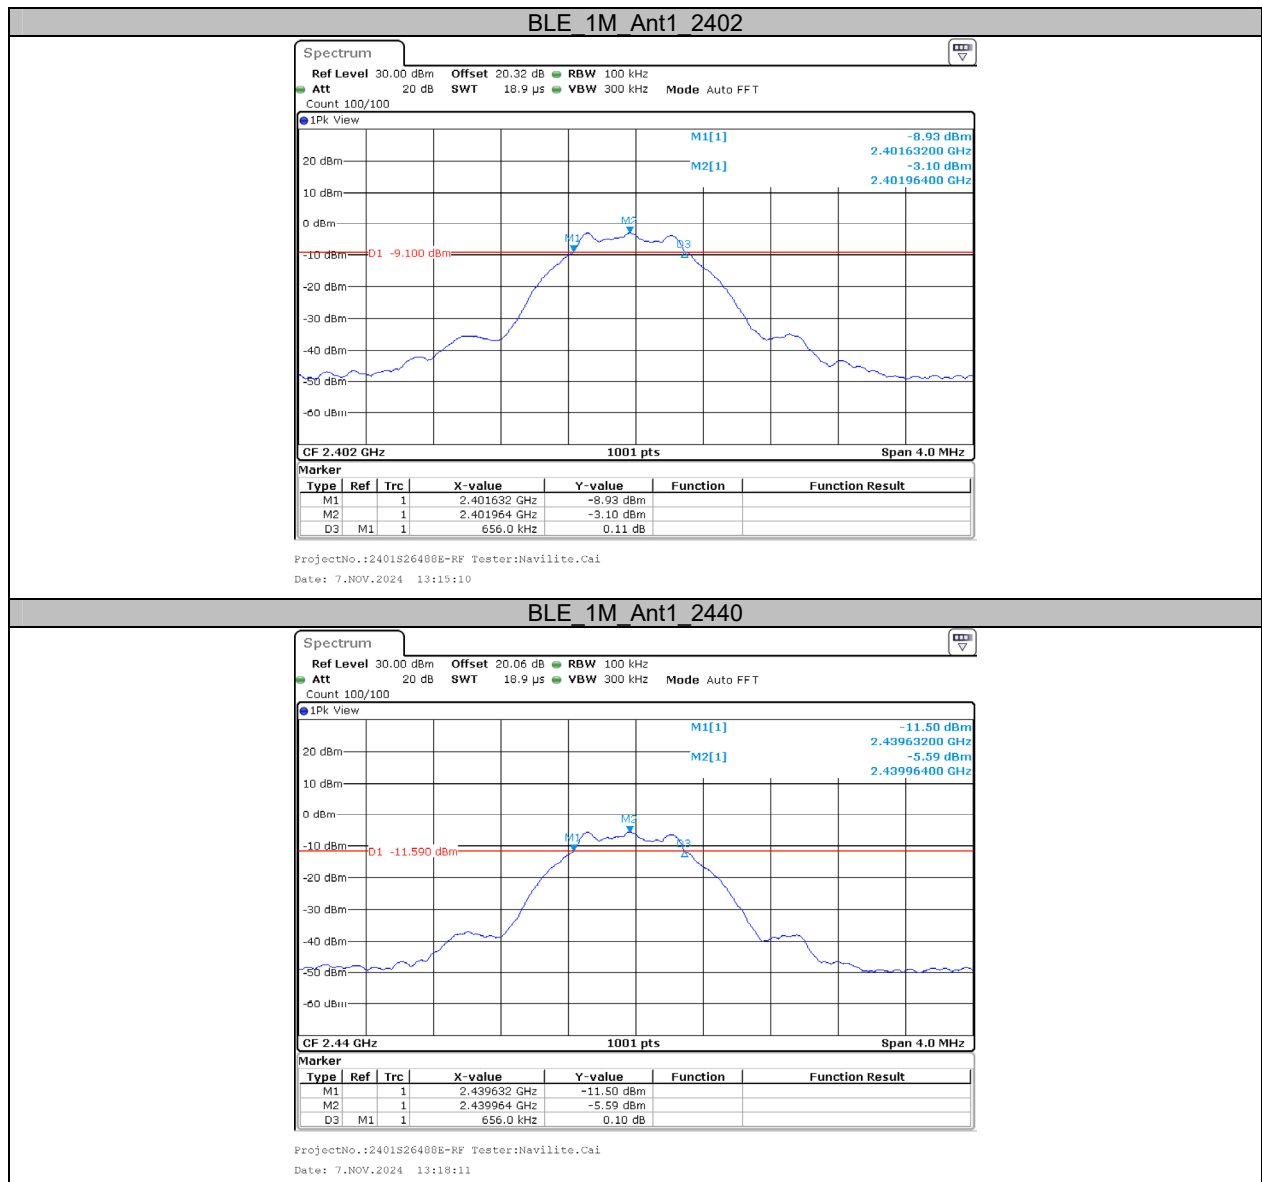 BLE_1M_Ant1_2402
Spectrum
Ref Level 30.00 dBm Offset 20.32 dB RBW 100 kHz
Att 20 dB SWT 18.9 µs VBW 300 kHz Mode Auto FFT
Count 100/100
1Pk View
M1[1] -8.93 dBm
2.40163200 GHz
20 dBm
M2[1] -3.10 dBm
2.40196400 GHz
10 dBm
0 dBm
M2
M1
D3
-10 dBm
D1 -9.100 dBm
-20 dBm
-30 dBm
-40 dBm
-50 dBm
-60 dBm
CF 2.402 GHz 1001 pts Span 4.0 MHz
Marker
Type Ref Trc X-value Y-value Function Function Result
M1 1 2.401632 GHz -8.93 dBm
M2 1 2.401964 GHz -3.10 dBm
D3 M1 1 656.0 kHz 0.11 dB
ProjectNo.:2401S26488E-RF Tester:Navilite.Cai
Date: 7.NOV.2024 13:15:10
BLE_1M_Ant1_2440
Spectrum
Ref Level 30.00 dBm Offset 20.06 dB RBW 100 kHz
Att 20 dB SWT 18.9 µs VBW 300 kHz Mode Auto FFT
Count 100/100
1Pk View
M1[1] -11.50 dBm
2.43963200 GHz
20 dBm
M2[1] -5.59 dBm
2.43996400 GHz
10 dBm
0 dBm
M2
M1
D3
-10 dBm
D1 -11.590 dBm
-20 dBm
-30 dBm
-40 dBm
-50 dBm
-60 dBm
CF 2.44 GHz 1001 pts Span 4.0 MHz
Marker
Type Ref Trc X-value Y-value Function Function Result
M1 1 2.439632 GHz -11.50 dBm
M2 1 2.439964 GHz -5.59 dBm
D3 M1 1 656.0 kHz 0.10 dB
ProjectNo.:2401S26488E-RF Tester:Navilite.Cai
Date: 7.NOV.2024 13:18:11